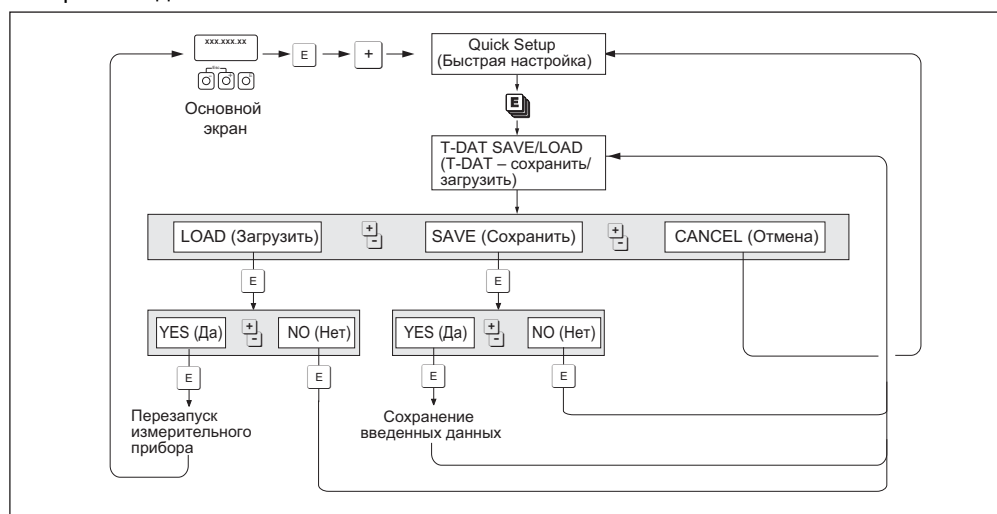 xxx.xxx.xx
Esc
E
+
Quick Setup
(Быстрая настройка)
- + E
Основной
экран
E
T-DAT SAVE/LOAD
(T-DAT – сохранить/
загрузить)
LOAD (Загрузить)
+
-
SAVE (Сохранить)
+
-
CANCEL (Отмена)
E
E
YES (Да)
+
-
NO (Нет)
YES (Да)
+
-
NO (Нет)
E
E
E
E
Перезапуск
измерительного
прибора
Сохранение
введенных данных